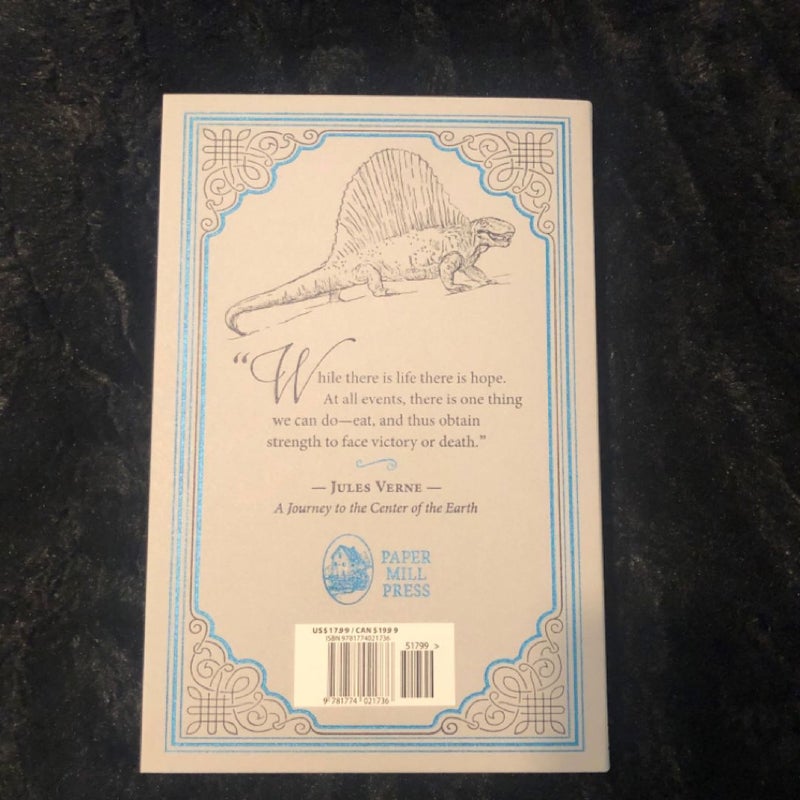 “While there is life there is hope.
At all events, there is one thing
we can do—eat, and thus obtain
strength to face victory or death.”
— Jules Verne —
A Journey to the Center of the Earth
PAPER
MILL
PRESS
US $ 17.99 / CAN $ 19.99
ISBN 9781774021736
51799 >
9 781774 021736